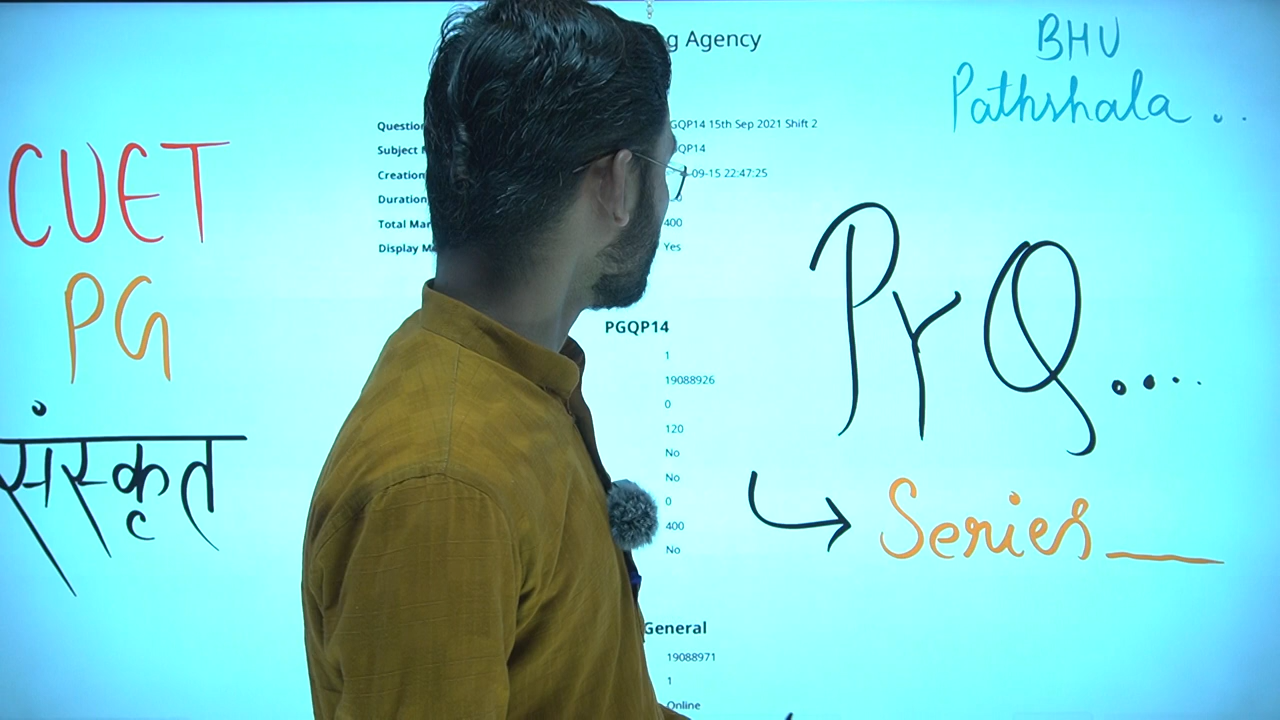 g Agency
BHU
Pathshala ..
GQP14 15th Sep 2021 Shift 2
Subject
QP14
Creation
09-15 22:47:25
Duration
Total Mar
400
Display M
Yes
CUET
PG
संस्कृत
PYQ....
Series
PGQP14
1
19088926
0
120
No
No
0
400
No
General
19088971
1
Online